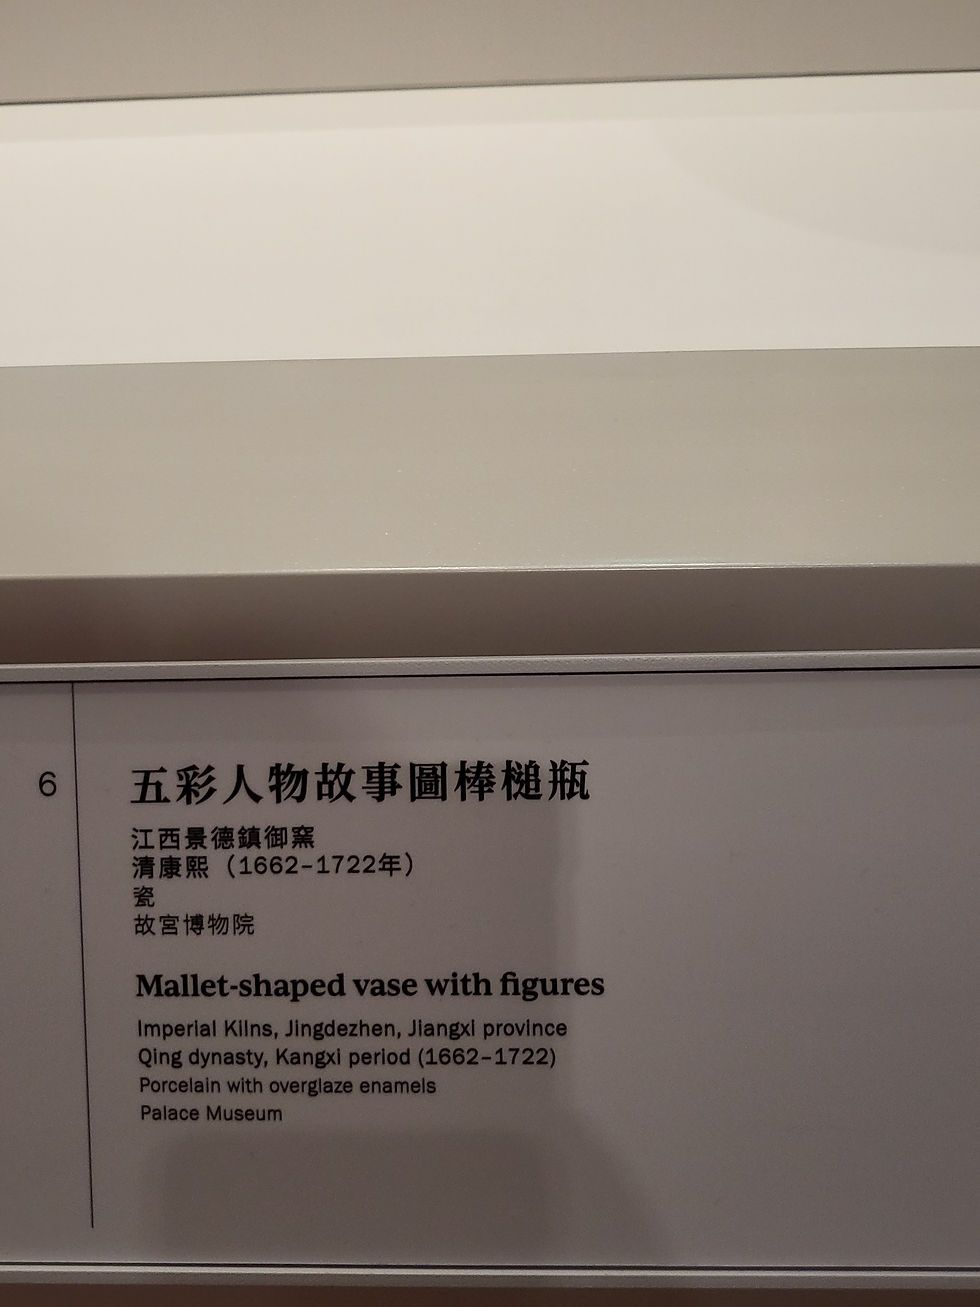 6
五彩人物故事圖棒槌瓶
江西景德鎮御窯
清康熙（1662–1722年）
瓷
故宮博物院
Mallet-shaped vase with figures
Imperial Kilns, Jingdezhen, Jiangxi province
Qing dynasty, Kangxi period (1662–1722)
Porcelain with overglaze enamels
Palace Museum